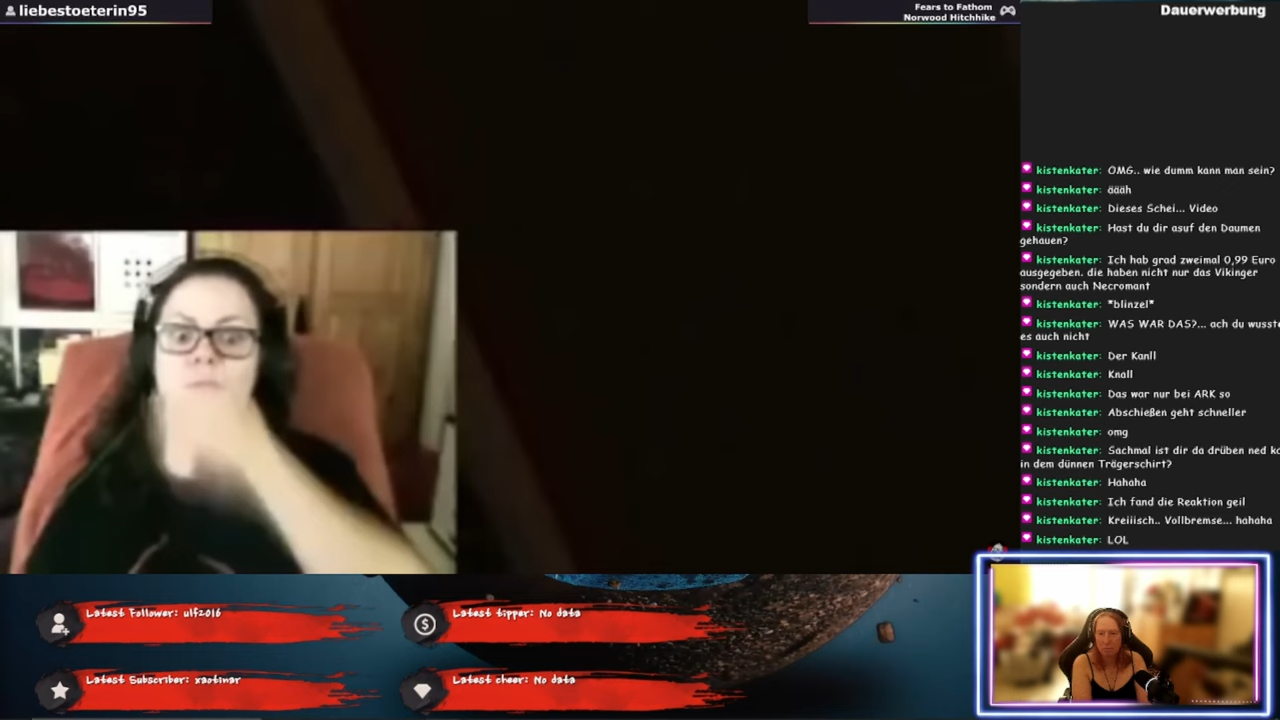 liebestoeterin95
Fears to Fathom
Norwood Hitchhike
Dauerwerbung
kistenkater: OMG.. wie dumm kann man sein?
kistenkater: äääh
kistenkater: Dieses Schei... Video
kistenkater: Hast du dir asuf den Daumen
gehauen?
kistenkater: Ich hab grad zweimal 0,99 Euro
ausgegeben. die haben nicht nur das Vikinger
sondern auch Necromant
kistenkater: *blinzel*
kistenkater: WAS WAR DAS?... ach du wusst
es auch nicht
kistenkater: Der Kanll
kistenkater: Knall
kistenkater: Das war nur bei ARK so
kistenkater: Abschießen geht schneller
kistenkater: omg
kistenkater: Sachmal ist dir da drüben ned k
in dem dünnen Trägerschirt?
kistenkater: Hahaha
kistenkater: Ich fand die Reaktion geil
kistenkater: Kreiiisch.. Vollbremse... hahaha
kistenkater: LOL
Latest Follower: ulf2016
Latest tipper: No data
Latest Subscriber: xactinar
Latest cheer: No data